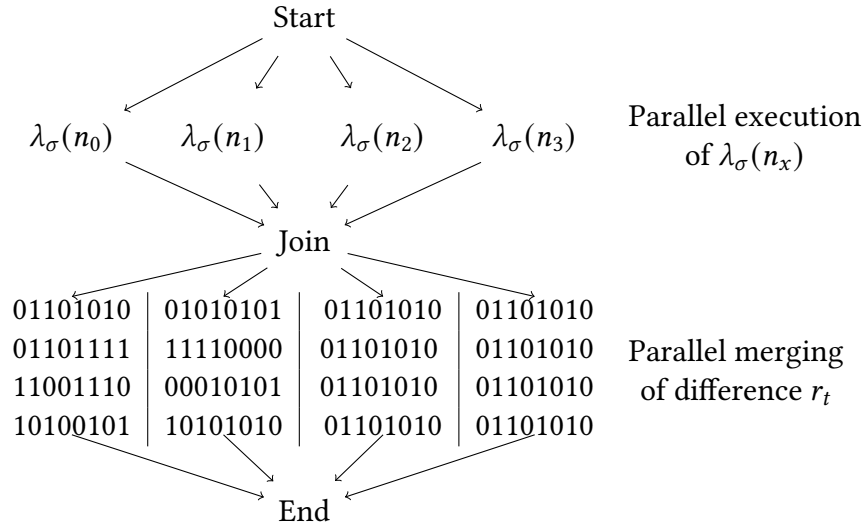 Start
λσ(n0) λσ(n1) λσ(n2) λσ(n3)
Parallel execution
of λσ(nx)
Join
01101010 01010101 01101010 01101010
01101111 11110000 01101010 01101010
11001110 00010101 01101010 01101010
10100101 10101010 01101010 01101010
Parallel merging
of difference rt
End